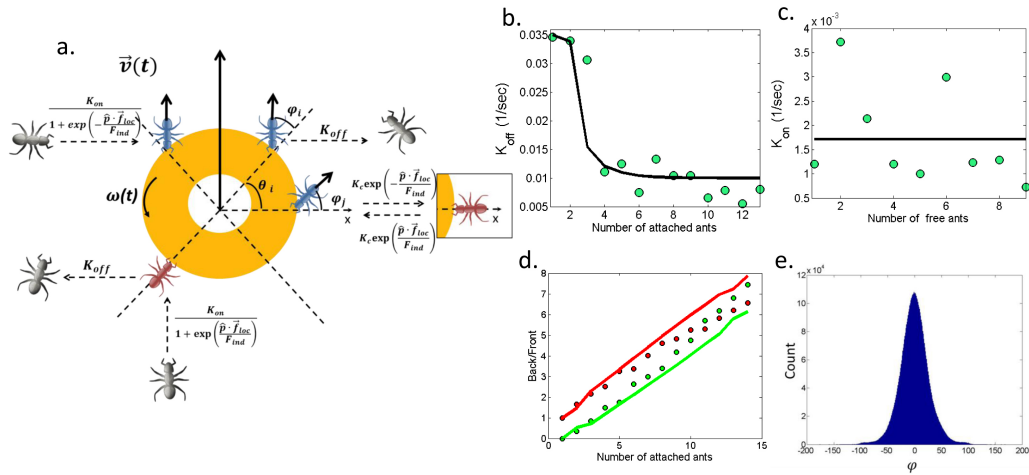 a.
v⃗(t)
K_on / 1 + exp(−p̂·f⃗_loc / F_ind)
φ_i
K_off
θ_i
φ_j
ω(t)
x
K_c exp(−p̂·f⃗_loc / F_ind)
K_c exp(p̂·f⃗_loc / F_ind)
x
K_off
K_on / 1 + exp(p̂·f⃗_loc / F_ind)
b.
K_off (1/sec)
0.035
0.03
0.025
0.020
0.015
0.010
0.005
2 4 6 8 10 12
Number of attached ants
c.
x 10^-3
K_on (1/sec)
4
3.5
3
2.5
2
1.5
1
0.5
0 2 4 6 8
Number of free ants
d.
Back/Front
8
7
6
5
4
3
2
1
0
0 5 10 15
Number of attached ants
e.
x 10^4
Count
12
10
8
6
4
2
0
-200 -150 -100 -50 0 50 100 150 200
φ